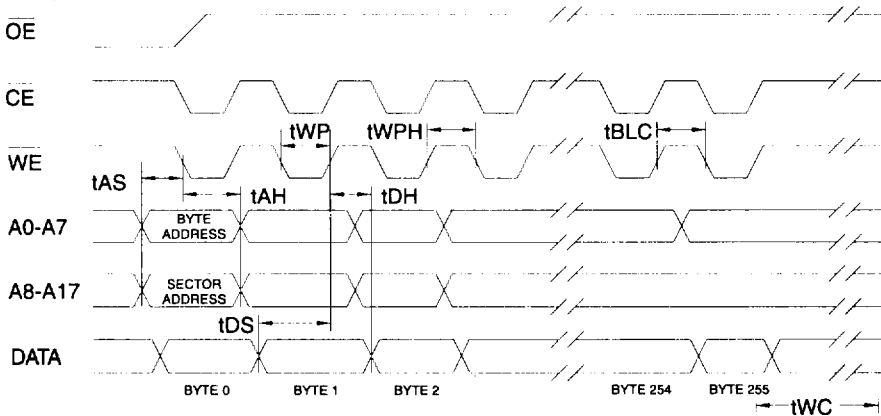 OE
CE
tWP tWPH tBLC
WE
tAS tAH tDH
A0-A7 BYTE ADDRESS
A8-A17 SECTOR ADDRESS
tDS
DATA
BYTE 0 BYTE 1 BYTE 2 BYTE 254 BYTE 255
tWC